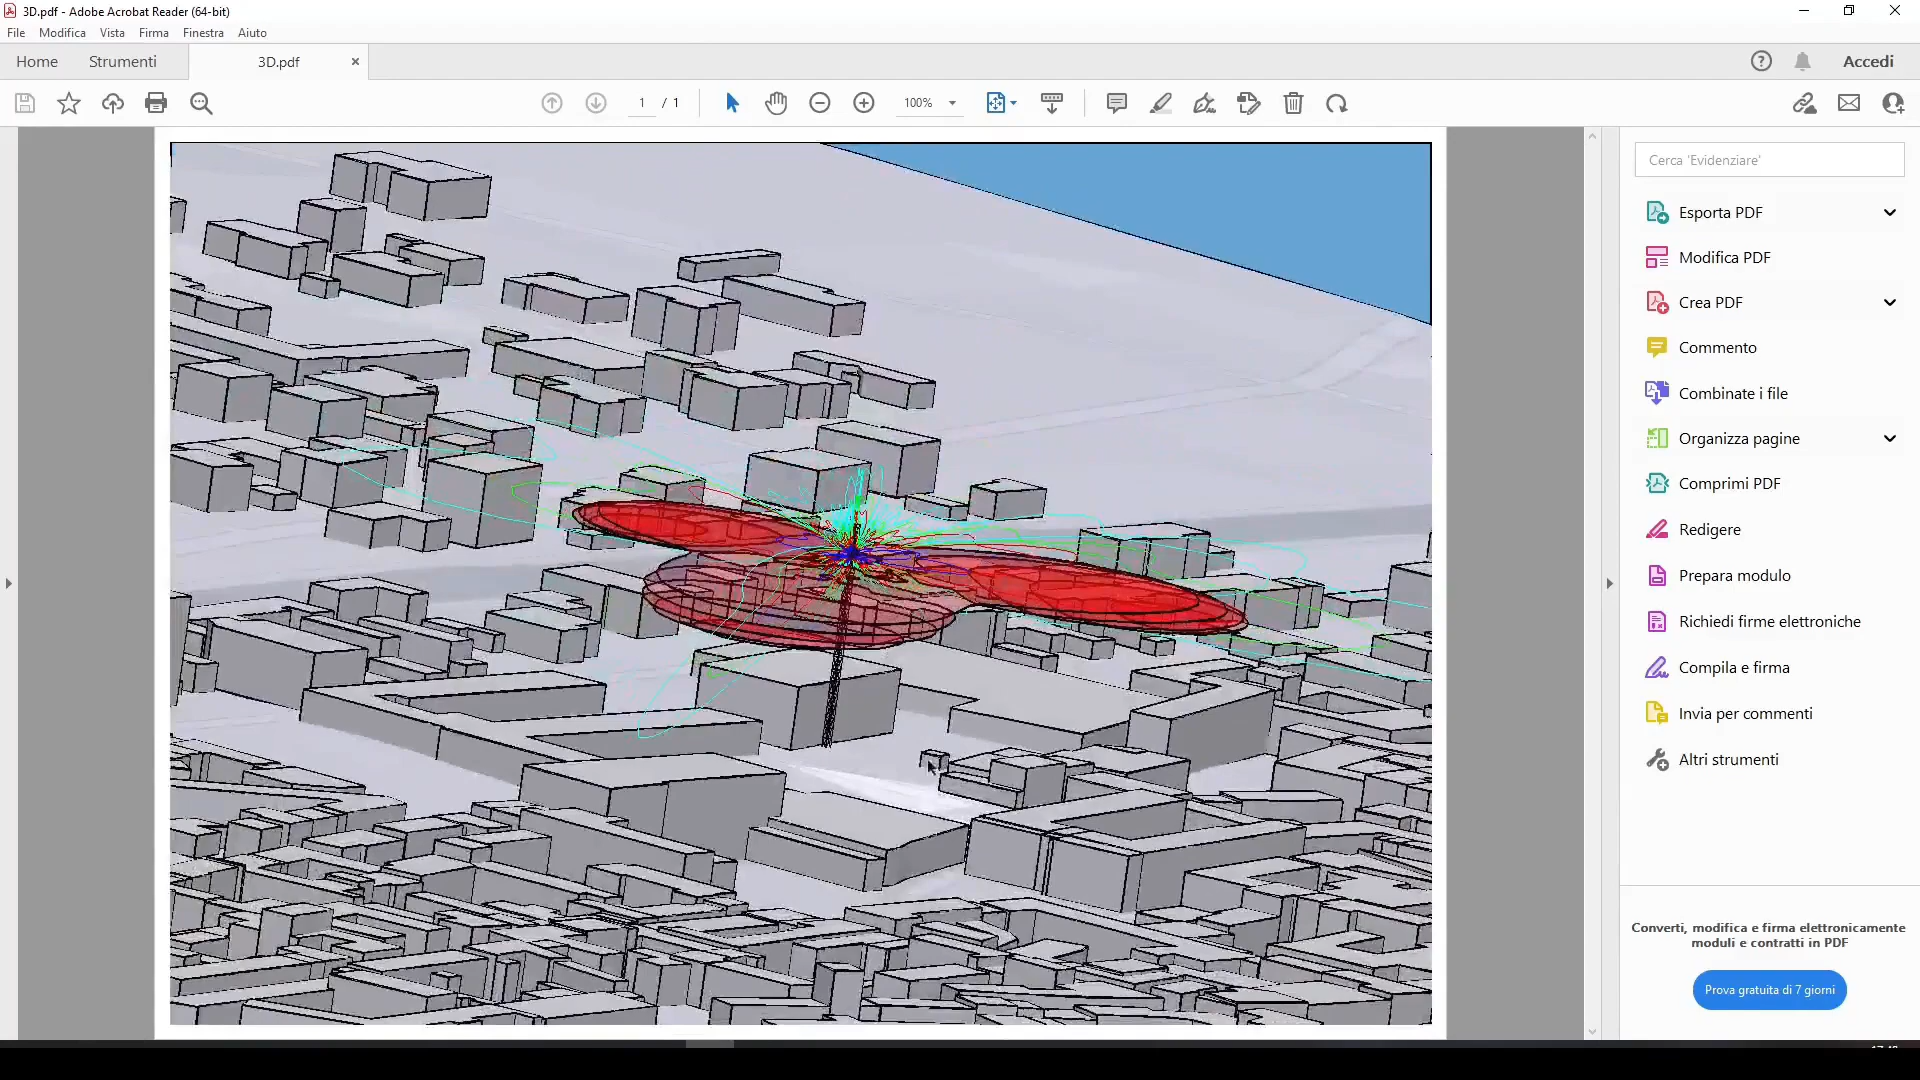 3D.pdf - Adobe Acrobat Reader (64-bit)
File Modifica Vista Firma Finestra Aiuto
Home Strumenti 3D.pdf × Accedi
1 / 1 100%
Cerca 'Evidenziare'
Esporta PDF
Modifica PDF
Crea PDF
Commento
Combinate i file
Organizza pagine
Comprimi PDF
Redigere
Prepara modulo
Richiedi firme elettroniche
Compila e firma
Invia per commenti
Altri strumenti
Converti, modifica e firma elettronicamente
moduli e contratti in PDF
Prova gratuita di 7 giorni